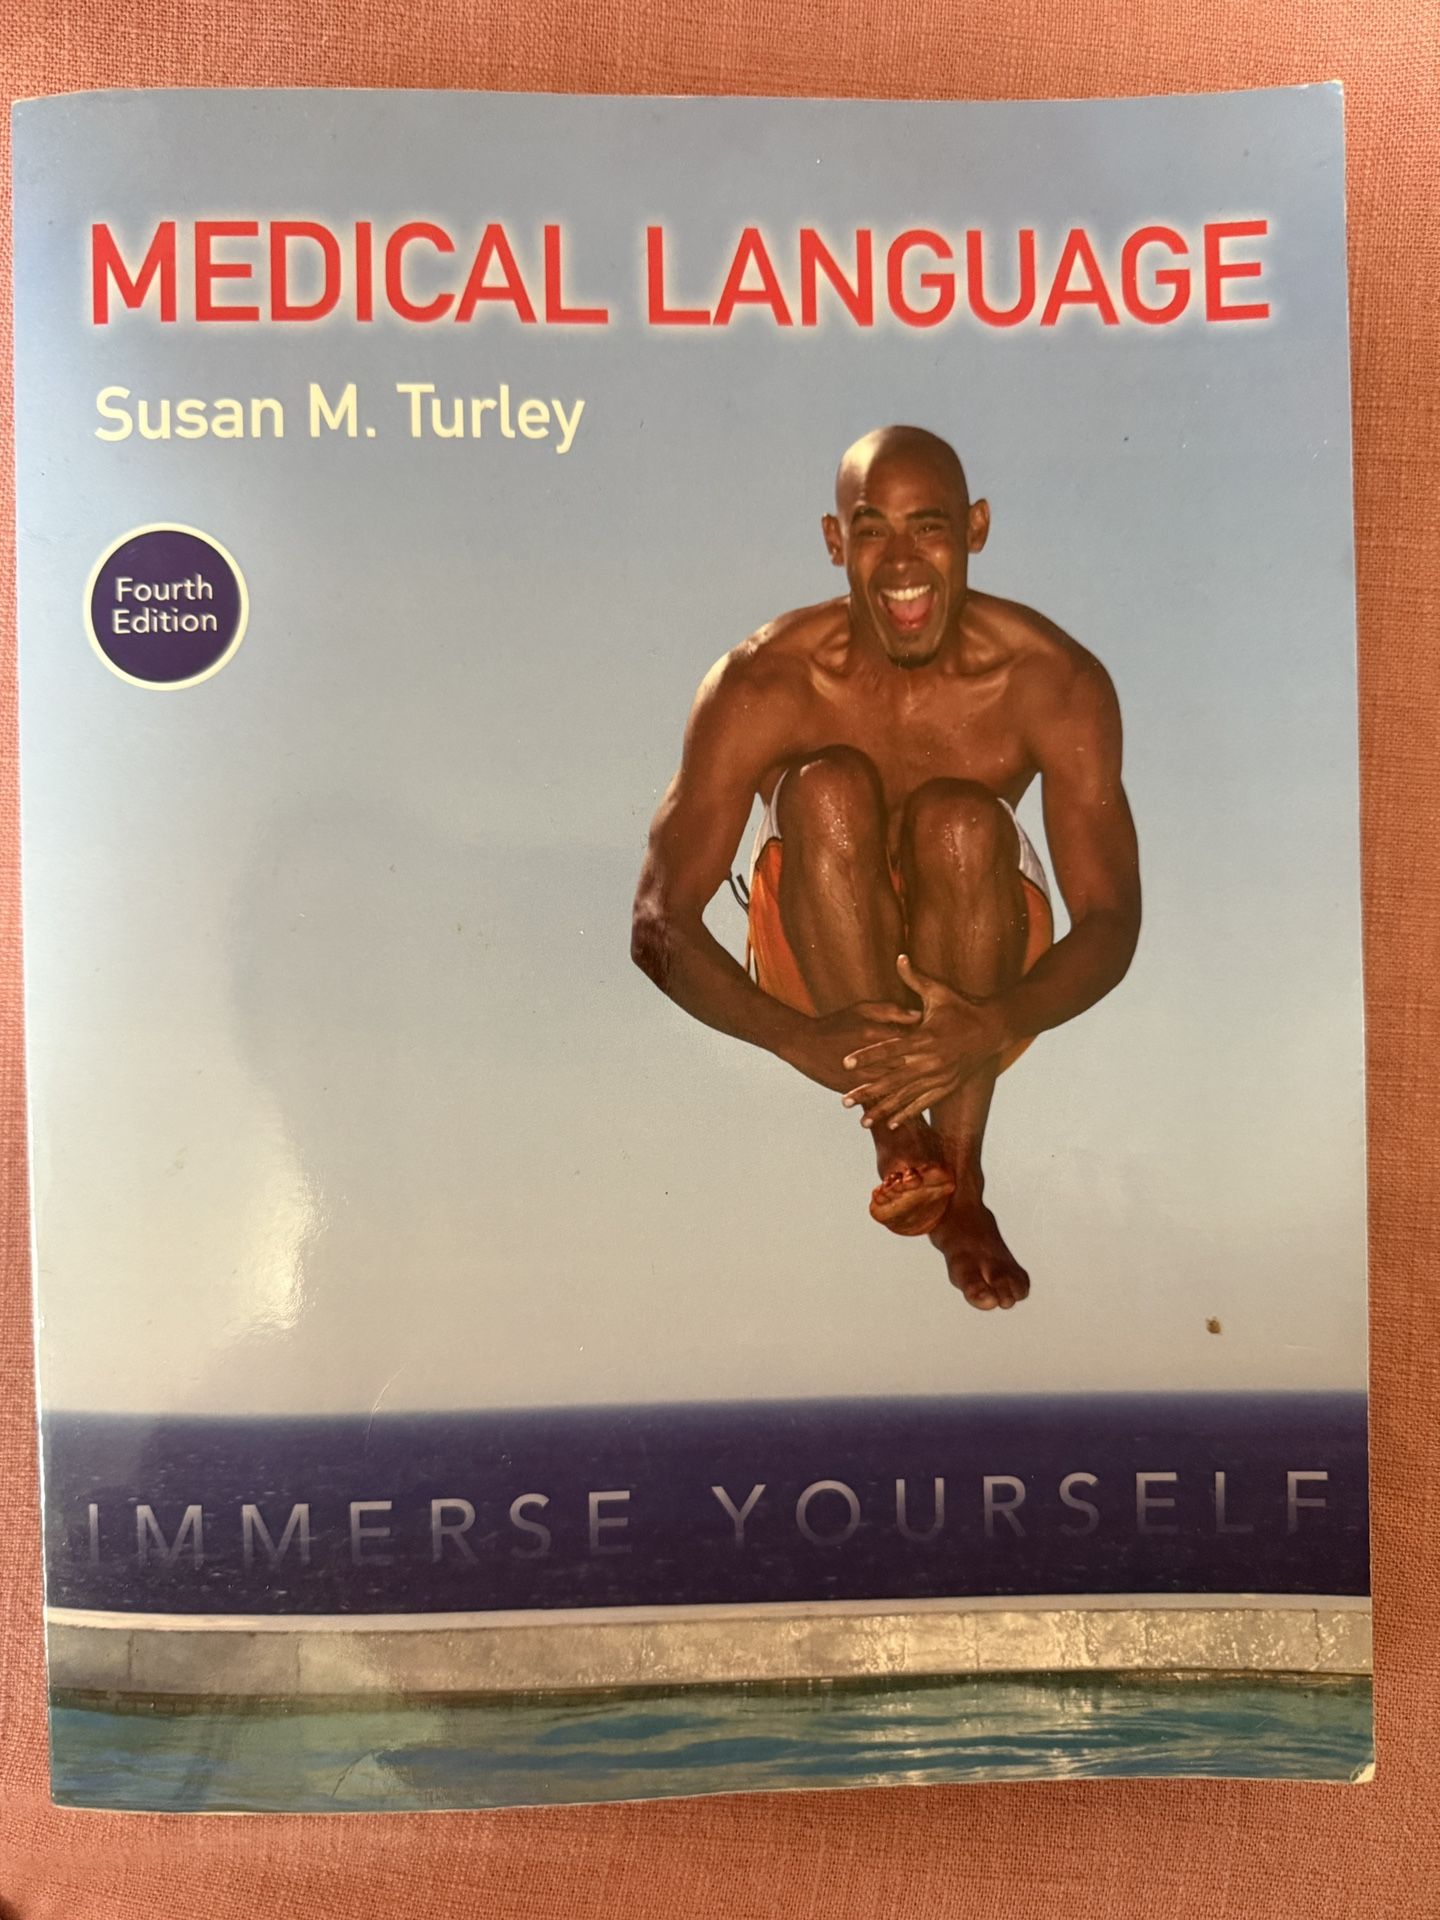 MEDICAL LANGUAGE
Susan M. Turley
Fourth
Edition
IMMERSE YOURSELF